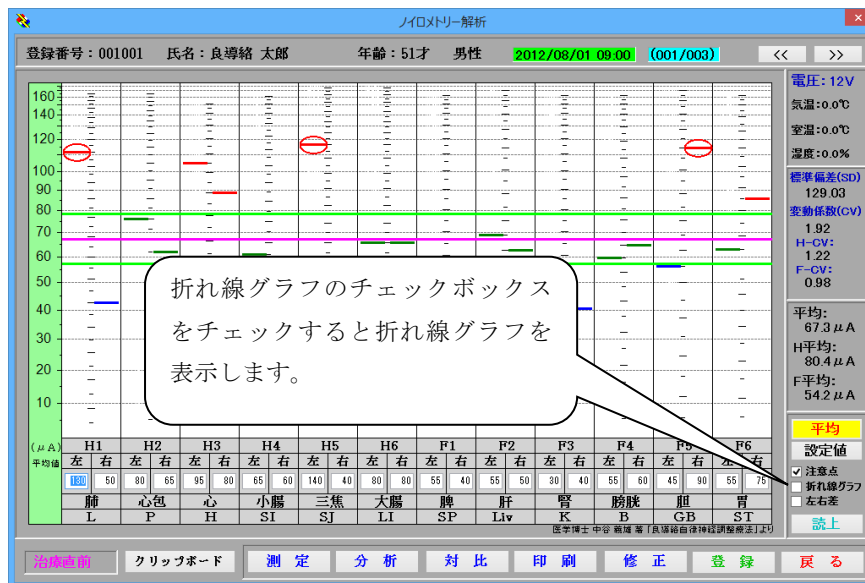 ノイロメトリー解析
登録番号：001001 氏名：良導絡 太郎 年齢：51才 男性 2012/08/01 09:00 (001/003) << >>
160
140
120
100
90
80
70
60
50
40
30
20
10
折れ線グラフのチェックボックス
をチェックすると折れ線グラフを
表示します。
(μA) H1 H2 H3 H4 H5 H6 F1 F2 F3 F4 F5 F6
平均値 左 右 左 右 左 右 左 右 左 右 左 右 左 右 左 右 左 右 左 右 左 右 左 右
130 50 80 65 95 80 65 60 140 40 80 80 55 40 55 50 30 40 55 60 45 90 55 75
肺 心包 心 小腸 三焦 大腸 脾 肝 腎 膀胱 胆 胃
L P H SI SJ LI SP Liv K B GB ST
医学博士 中谷 義雄 著「良導絡自律神経調整療法」より
電圧：12V
気温：0.0℃
室温：0.0℃
湿度：0.0%
標準偏差(SD)
129.03
変動係数(CV)
1.92
H-CV：
1.22
F-CV：
0.98
平均：
67.3μA
H平均：
80.4μA
F平均：
54.2μA
平均
設定値
注意点
折れ線グラフ
左右差
読上
治療直前 クリップボード 測 定 分 析 対 比 印 刷 修 正 登 録 戻 る